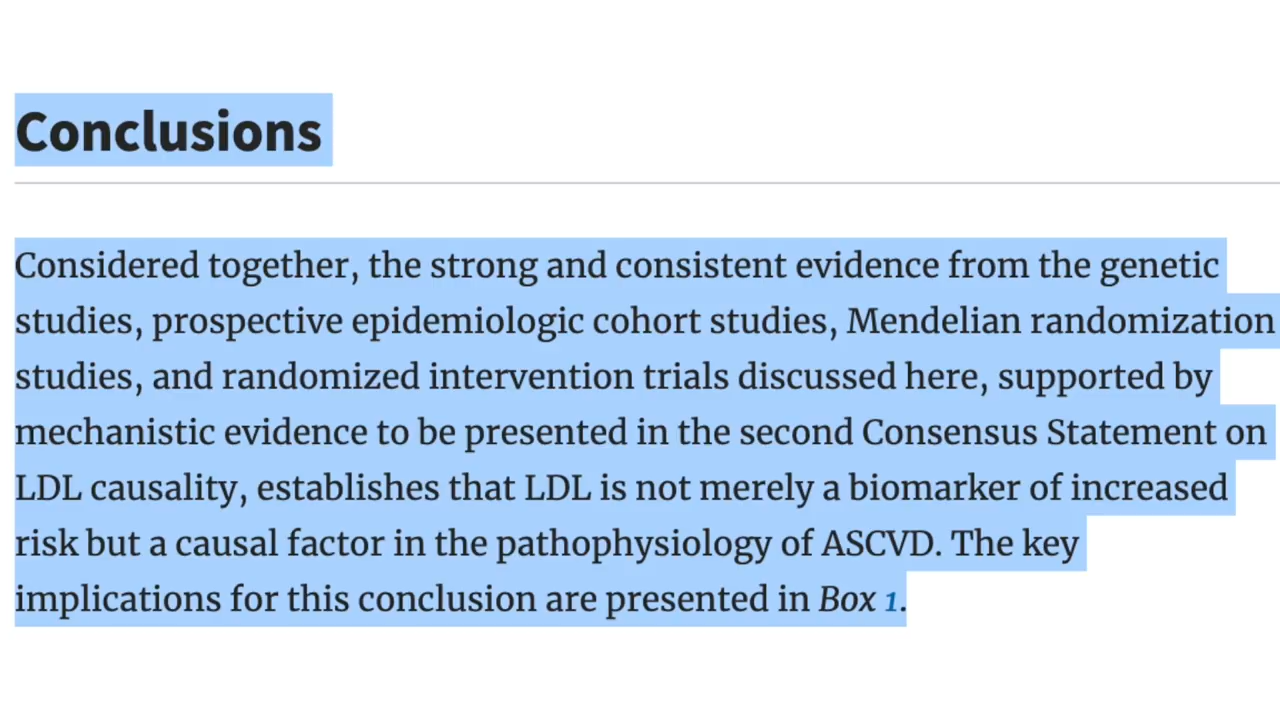 Conclusions
Considered together, the strong and consistent evidence from the genetic
studies, prospective epidemiologic cohort studies, Mendelian randomization
studies, and randomized intervention trials discussed here, supported by
mechanistic evidence to be presented in the second Consensus Statement on
LDL causality, establishes that LDL is not merely a biomarker of increased
risk but a causal factor in the pathophysiology of ASCVD. The key
implications for this conclusion are presented in Box 1.